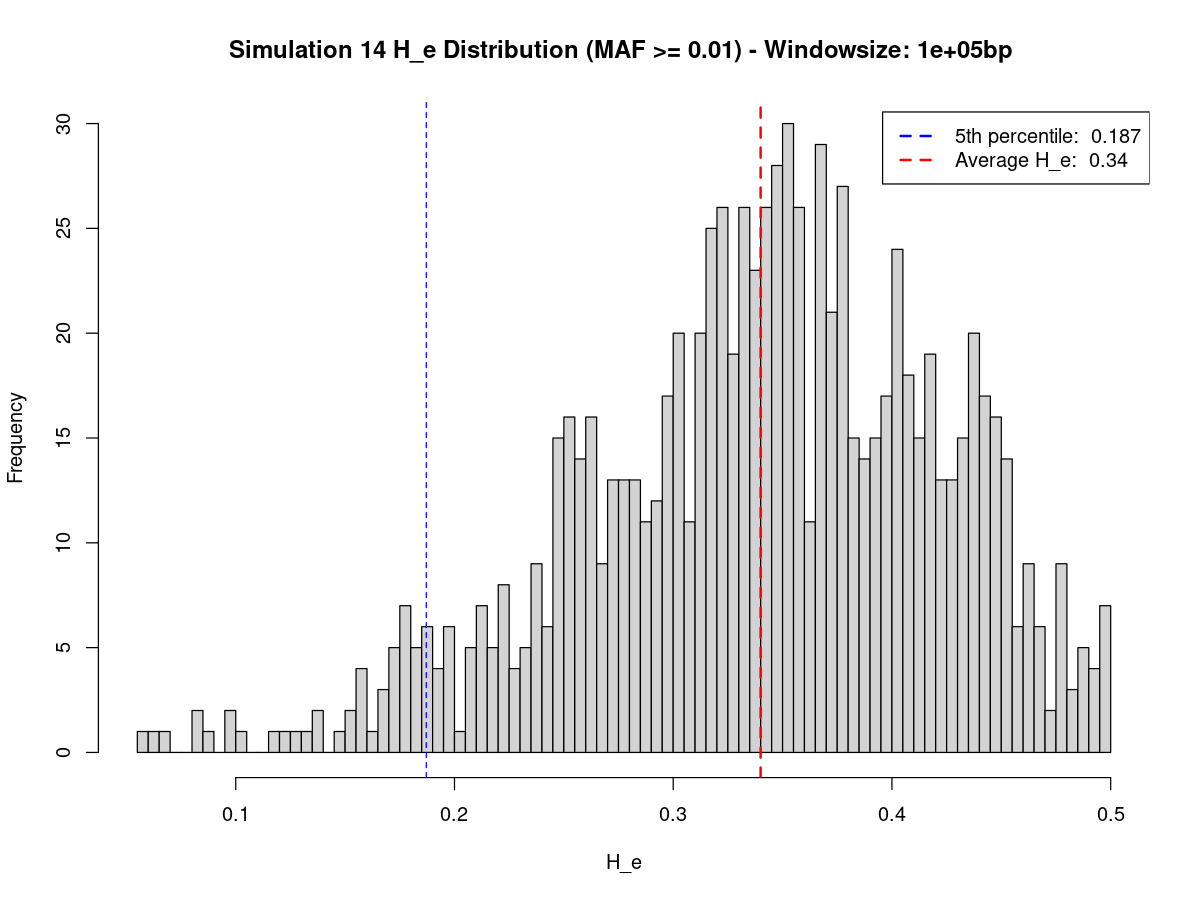 Simulation 14 H_e Distribution (MAF >= 0.01) - Windowsize: 1e+05bp
5th percentile:  0.187
Average H_e:  0.34
30
25
20
15
10
5
0
Frequency
0.1 0.2 0.3 0.4 0.5
H_e